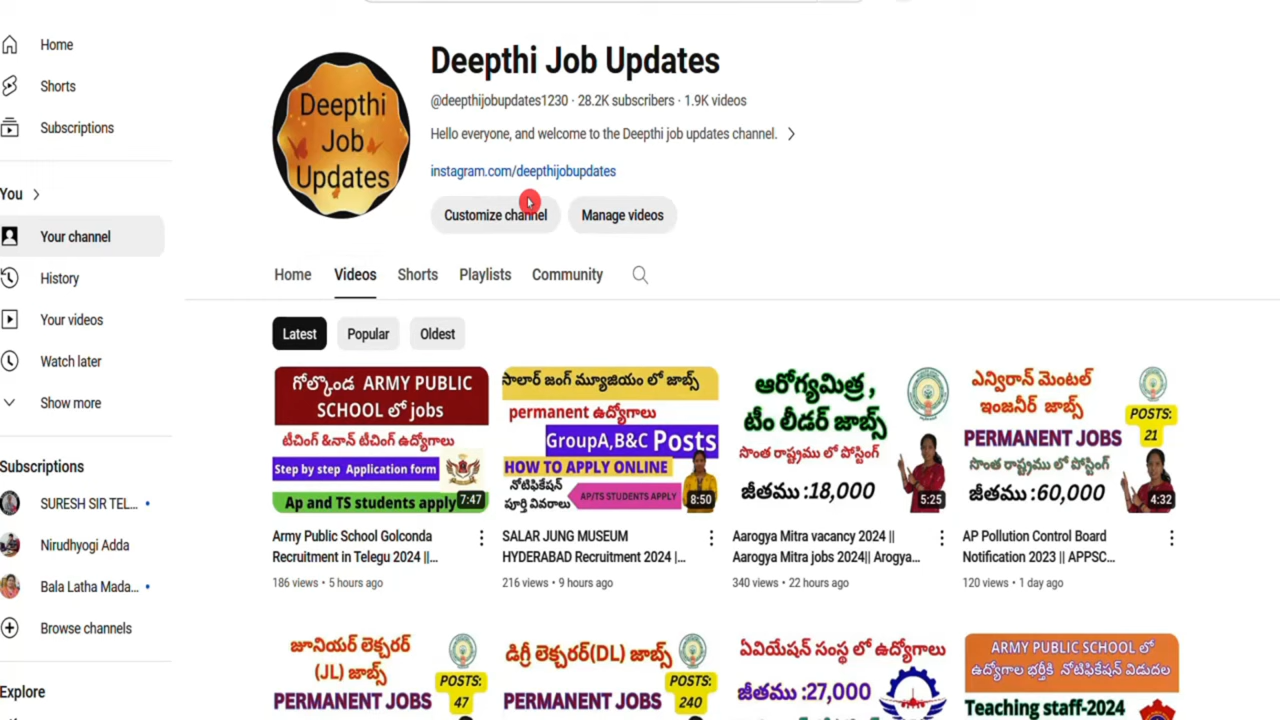 Home
Shorts
Subscriptions
You
Your channel
History
Your videos
Watch later
Show more
Subscriptions
SURESH SIR TEL...
Nirudhyogi Adda
Bala Latha Mada...
Browse channels
Explore
Deepthi
Job
Updates
Deepthi Job Updates
@deepthijobupdates1230 · 28.2K subscribers · 1.9K videos
Hello everyone, and welcome to the Deepthi job updates channel.
instagram.com/deepthijobupdates
Customize channel
Manage videos
Home
Videos
Shorts
Playlists
Community
Latest
Popular
Oldest
గోల్కొండ ARMY PUBLIC
SCHOOL లో jobs
టీచింగ్ &నాన్ టీచింగ్ ఉద్యోగాలు
Step by step Application form
Ap and TS students apply
7:47
Army Public School Golconda
Recruitment in Telegu 2024 ||...
186 views • 5 hours ago
సాలార్ జంగ్ మ్యూజియం లో జాబ్స్
permanent ఉద్యోగాలు
GroupA,B&C Posts
HOW TO APPLY ONLINE
నోటిఫికేషన్
పూర్తి వివరాలు
AP/TS STUDENTS APPLY
8:50
SALAR JUNG MUSEUM
HYDERABAD Recruitment 2024 |...
216 views • 9 hours ago
ఆరోగ్యమిత్ర ,
టీం లీడర్ జాబ్స్
సొంత రాష్ట్రము లో పోస్టింగ్
జీతము :18,000
5:25
Aarogya Mitra vacancy 2024 ||
Aarogya Mitra jobs 2024|| Arogya...
340 views • 22 hours ago
ఎన్విరాన్ మెంటల్
ఇంజనీర్ జాబ్స్
POSTS:
21
PERMANENT JOBS
సొంత రాష్ట్రము లో పోస్టింగ్
జీతము :60,000
4:32
AP Pollution Control Board
Notification 2023 || APPSC...
120 views • 1 day ago
జూనియర్ లెక్చరర్
(JL) జాబ్స్
POSTS:
47
PERMANENT JOBS
డిగ్రీ లెక్చరర్(DL) జాబ్స్
POSTS:
240
PERMANENT JOBS
ఏవియేషన్ సంస్థ లో ఉద్యోగాలు
జీతము :27,000
ARMY PUBLIC SCHOOL లో
ఉద్యోగాల భర్తీకి నోటిఫికేషన్ విడుదల
Teaching staff-2024